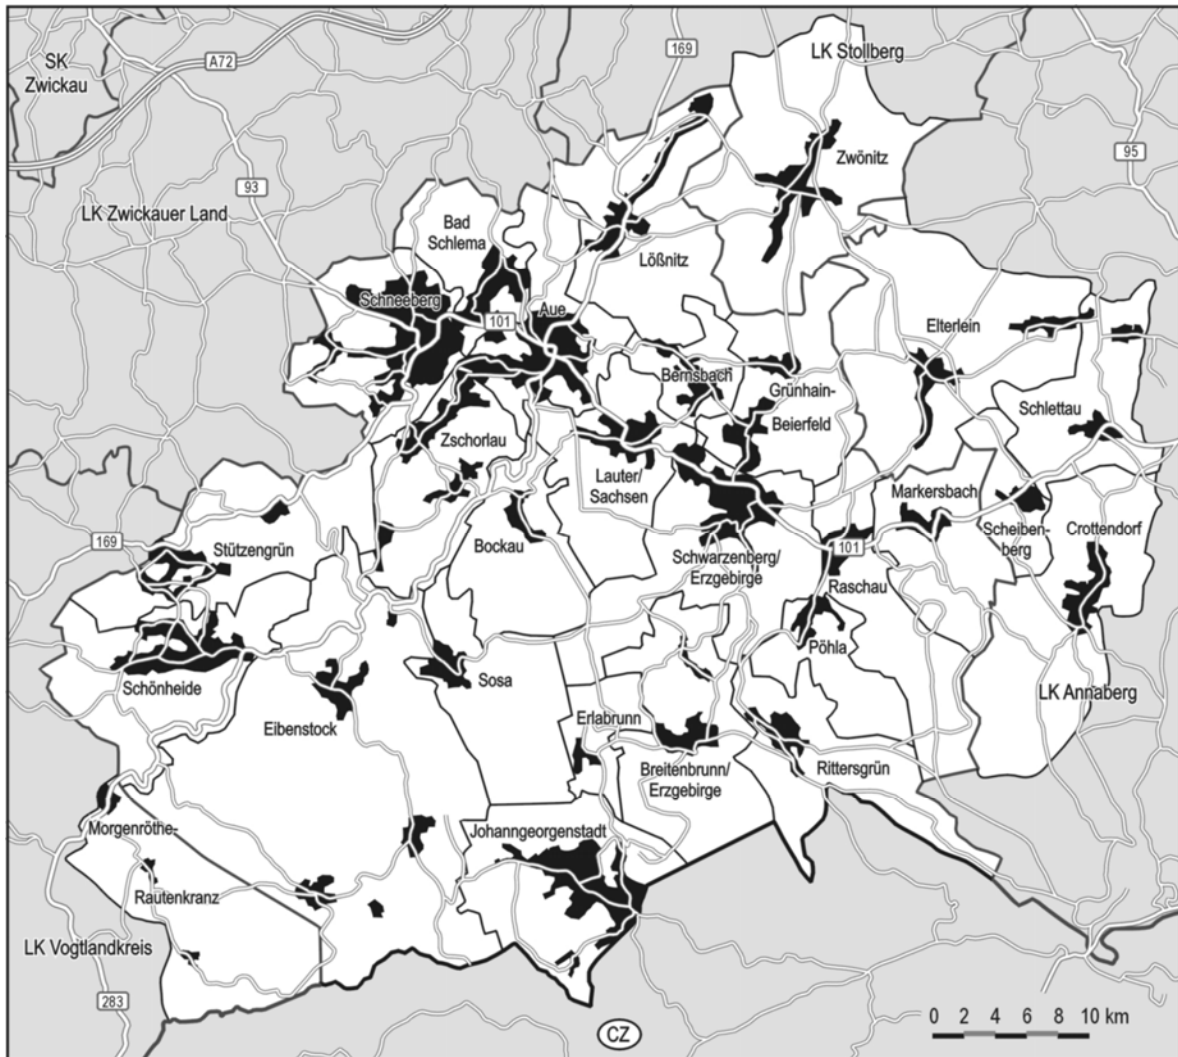 169
LK Stollberg
SK
Zwickau
A72
95
Zwönitz
93
LK Zwickauer Land
Bad
Schlema
Lößnitz
Schneeberg
101
Aue
Elterlein
Bernsbach
Grünhain-
Beierfeld
Schlettau
Zschorlau
Lauter/
Sachsen
Markersbach
Scheiben-
berg
Crottendorf
169
Stützengrün
Bockau
Schwarzenberg/
Erzgebirge
101
Raschau
Pöhla
Schönheide
Sosa
LK Annaberg
Eibenstock
Erlabrunn
Breitenbrunn/
Erzgebirge
Rittersgrün
Morgenröthe-
Rautenkranz
Johanngeorgenstadt
LK Vogtlandkreis
283
CZ
0 2 4 6 8 10 km